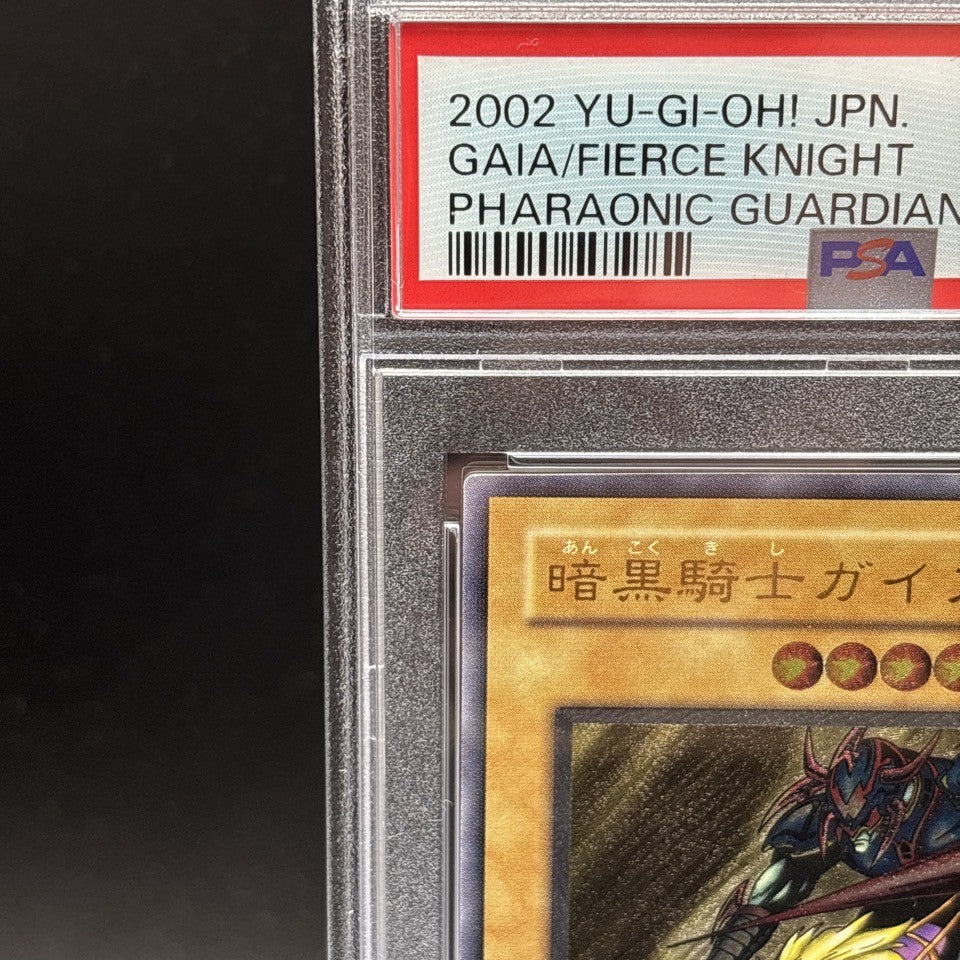 2002 YU-GI-OH! JPN.
GAIA/FIERCE KNIGHT
PHARAONIC GUARDIAN
PSA
あんこくきし
暗黒騎士ガイア